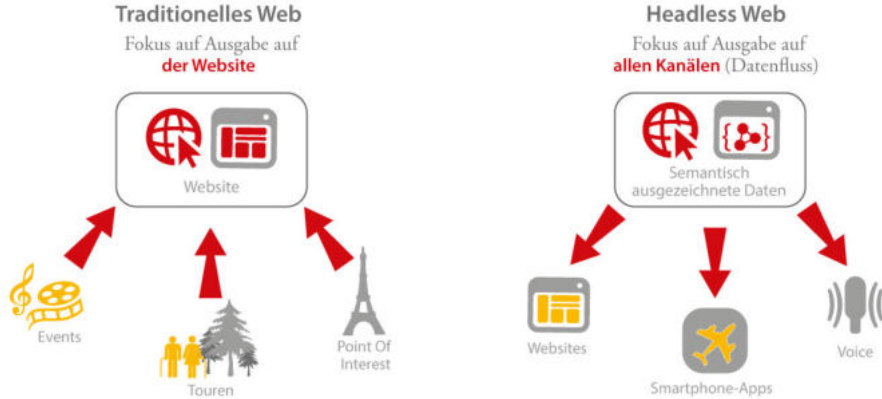 Traditionelles Web
Fokus auf Ausgabe auf
der Website
Website
Events
Touren
Point Of
Interest
Headless Web
Fokus auf Ausgabe auf
allen Kanälen (Datenfluss)
Semantisch
ausgezeichnete Daten
Websites
Smartphone-Apps
Voice